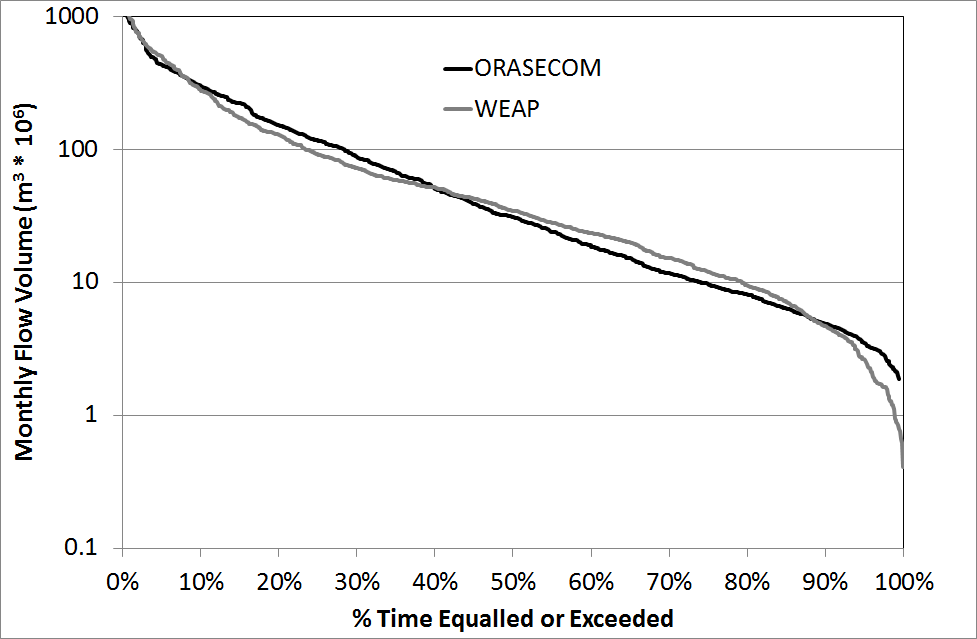 1000
100
10
1
0.1
Monthly Flow Volume (m³ * 10⁶)
ORASECOM
WEAP
0% 10% 20% 30% 40% 50% 60% 70% 80% 90% 100%
% Time Equalled or Exceeded